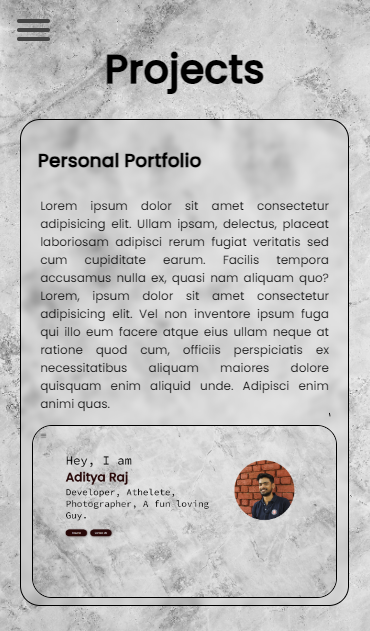 Projects
Personal Portfolio
Lorem ipsum dolor sit amet consectetur
adipisicing elit. Ullam ipsam, delectus, placeat
laboriosam adipisci rerum fugiat veritatis sed
cum cupiditate earum. Facilis tempora
accusamus nulla ex, quasi nam aliquam quo?
Lorem, ipsum dolor sit amet consectetur
adipisicing elit. Vel non inventore ipsum fuga
qui illo eum facere atque eius ullam neque at
ratione quod cum, officiis perspiciatis ex
necessitatibus aliquam maiores dolore
quisquam enim aliquid unde. Adipisci enim
animi quas.
Hey, I am
Aditya Raj
Developer, Athelete,
Photographer, A fun loving
Guy.